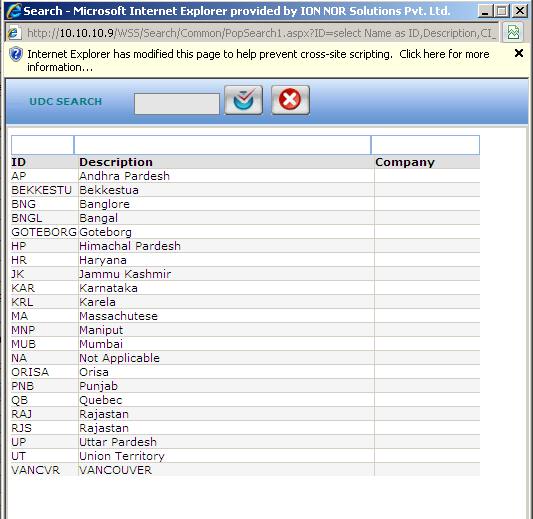 Search - Microsoft Internet Explorer provided by ION NOR Solutions Pvt. Ltd.
http://10.10.10.9/WSS/Search/Common/PopSearch1.aspx?ID=select Name as ID,Description,CI_
Internet Explorer has modified this page to help prevent cross-site scripting. Click here for more
information...
UDC SEARCH
ID Description Company
AP Andhra Pardesh
BEKKESTU Bekkestua
BNG Banglore
BNGL Bangal
GOTEBORG Goteborg
HP Himachal Pardesh
HR Haryana
JK Jammu Kashmir
KAR Karnataka
KRL Karela
MA Massachutese
MNP Maniput
MUB Mumbai
NA Not Applicable
ORISA Orisa
PNB Punjab
QB Quebec
RAJ Rajastan
RJS Rajastan
UP Uttar Pardesh
UT Union Territory
VANCVR VANCOUVER